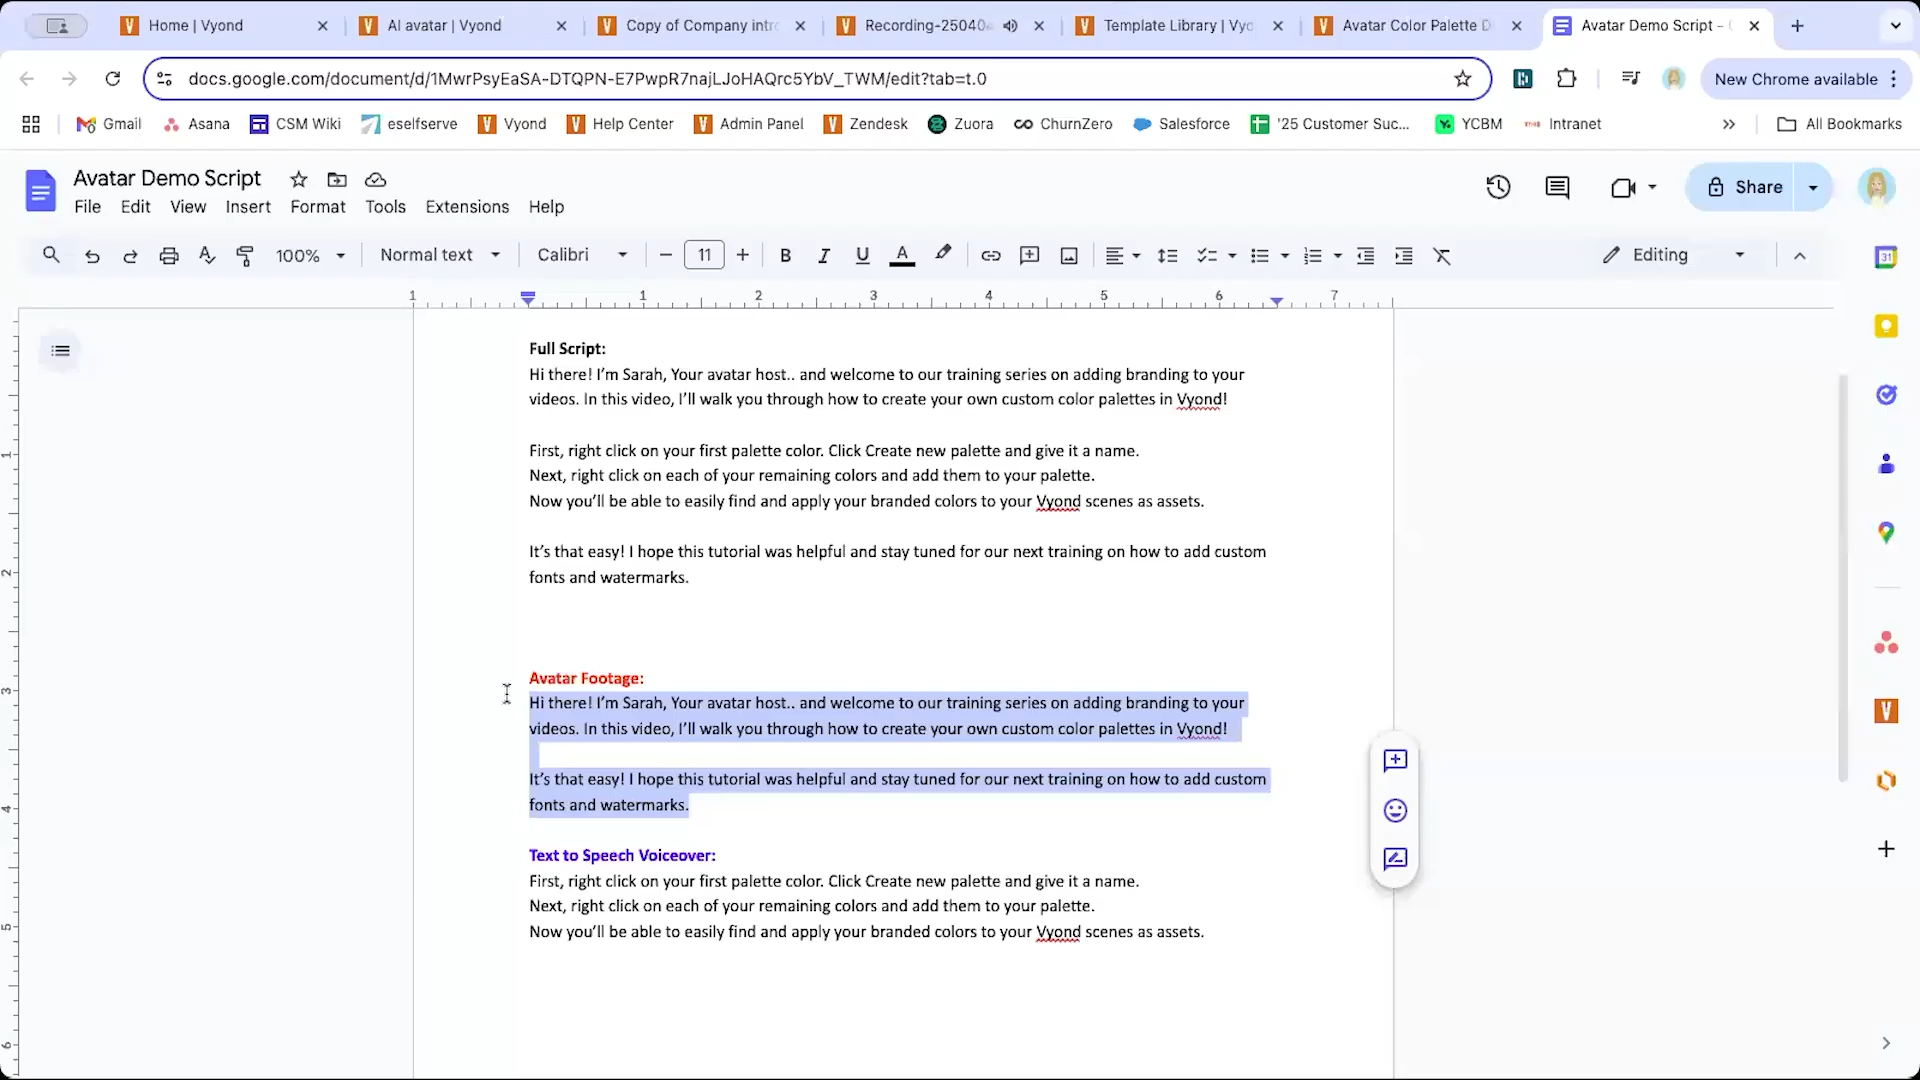 Home | Vyond
AI avatar | Vyond
Copy of Company intr
Recording-25040
Template Library | Vyo
Avatar Color Palette D
Avatar Demo Script -
docs.google.com/document/d/1MwrPsyEaSA-DTQPN-E7PwpR7najLJoHAQrc5YbV_TWM/edit?tab=t.0
New Chrome available
Gmail
Asana
CSM Wiki
eselfserve
Vyond
Help Center
Admin Panel
Zendesk
Zuora
ChurnZero
Salesforce
'25 Customer Suc...
YCBM
Intranet
All Bookmarks
Avatar Demo Script
Share
File Edit View Insert Format Tools Extensions Help
100% Normal text Calibri 11 Editing
1 1 2 3 4 5 6 7
Full Script:
Hi there! I’m Sarah, Your avatar host.. and welcome to our training series on adding branding to your
videos. In this video, I’ll walk you through how to create your own custom color palettes in Vyond!
First, right click on your first palette color. Click Create new palette and give it a name.
Next, right click on each of your remaining colors and add them to your palette.
Now you’ll be able to easily find and apply your branded colors to your Vyond scenes as assets.
It’s that easy! I hope this tutorial was helpful and stay tuned for our next training on how to add custom
fonts and watermarks.
Avatar Footage:
Hi there! I’m Sarah, Your avatar host.. and welcome to our training series on adding branding to your
videos. In this video, I’ll walk you through how to create your own custom color palettes in Vyond!
It’s that easy! I hope this tutorial was helpful and stay tuned for our next training on how to add custom
fonts and watermarks.
Text to Speech Voiceover:
First, right click on your first palette color. Click Create new palette and give it a name.
Next, right click on each of your remaining colors and add them to your palette.
Now you’ll be able to easily find and apply your branded colors to your Vyond scenes as assets.
1
2
3
4
5
6
31